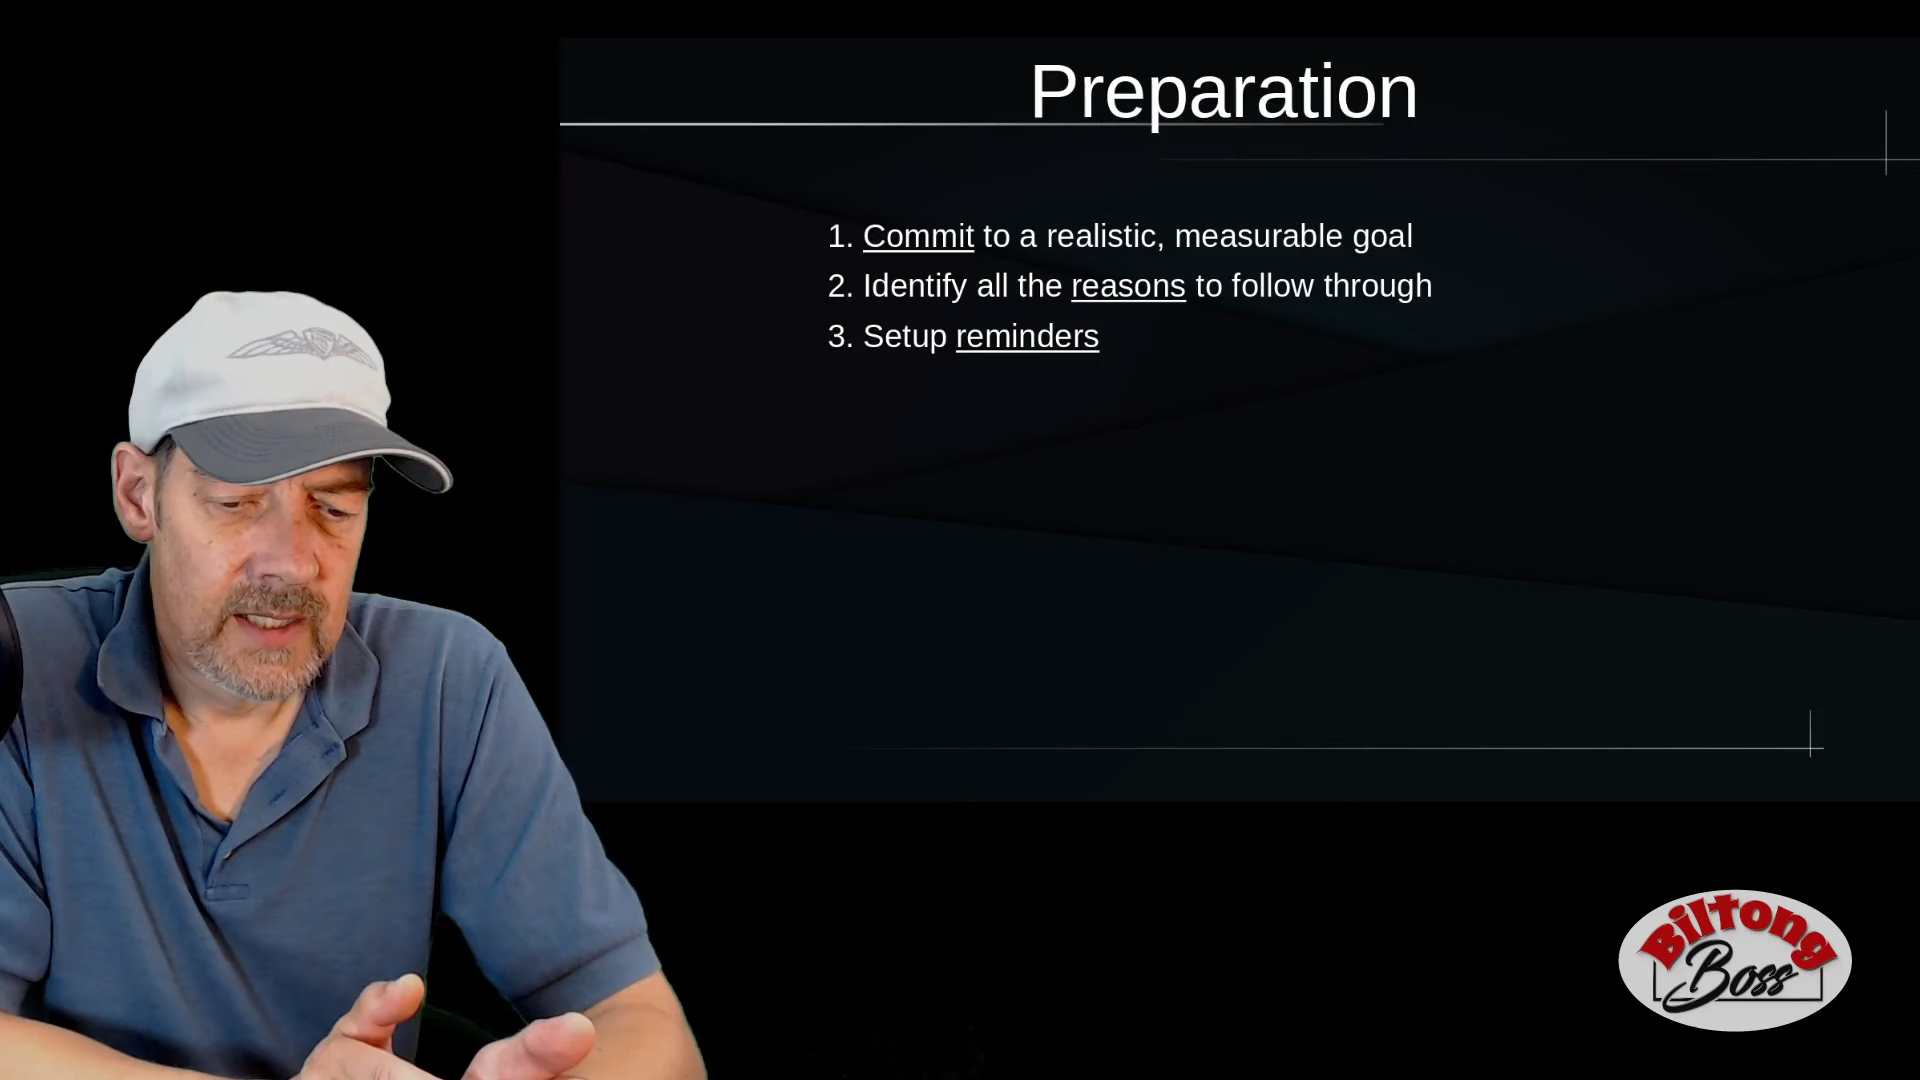 Preparation
1. Commit to a realistic, measurable goal
2. Identify all the reasons to follow through
3. Setup reminders
Biltong
Boss